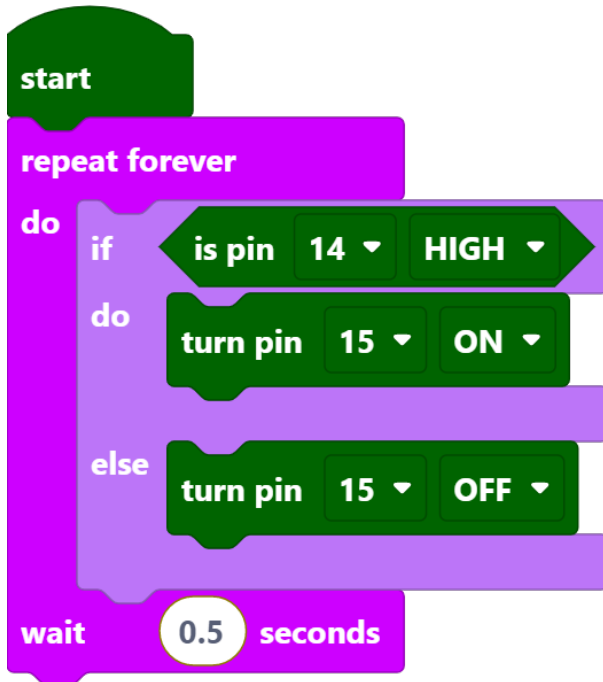 start
repeat forever
do
if is pin 14 HIGH
do
turn pin 15 ON
else
turn pin 15 OFF
wait 0.5 seconds